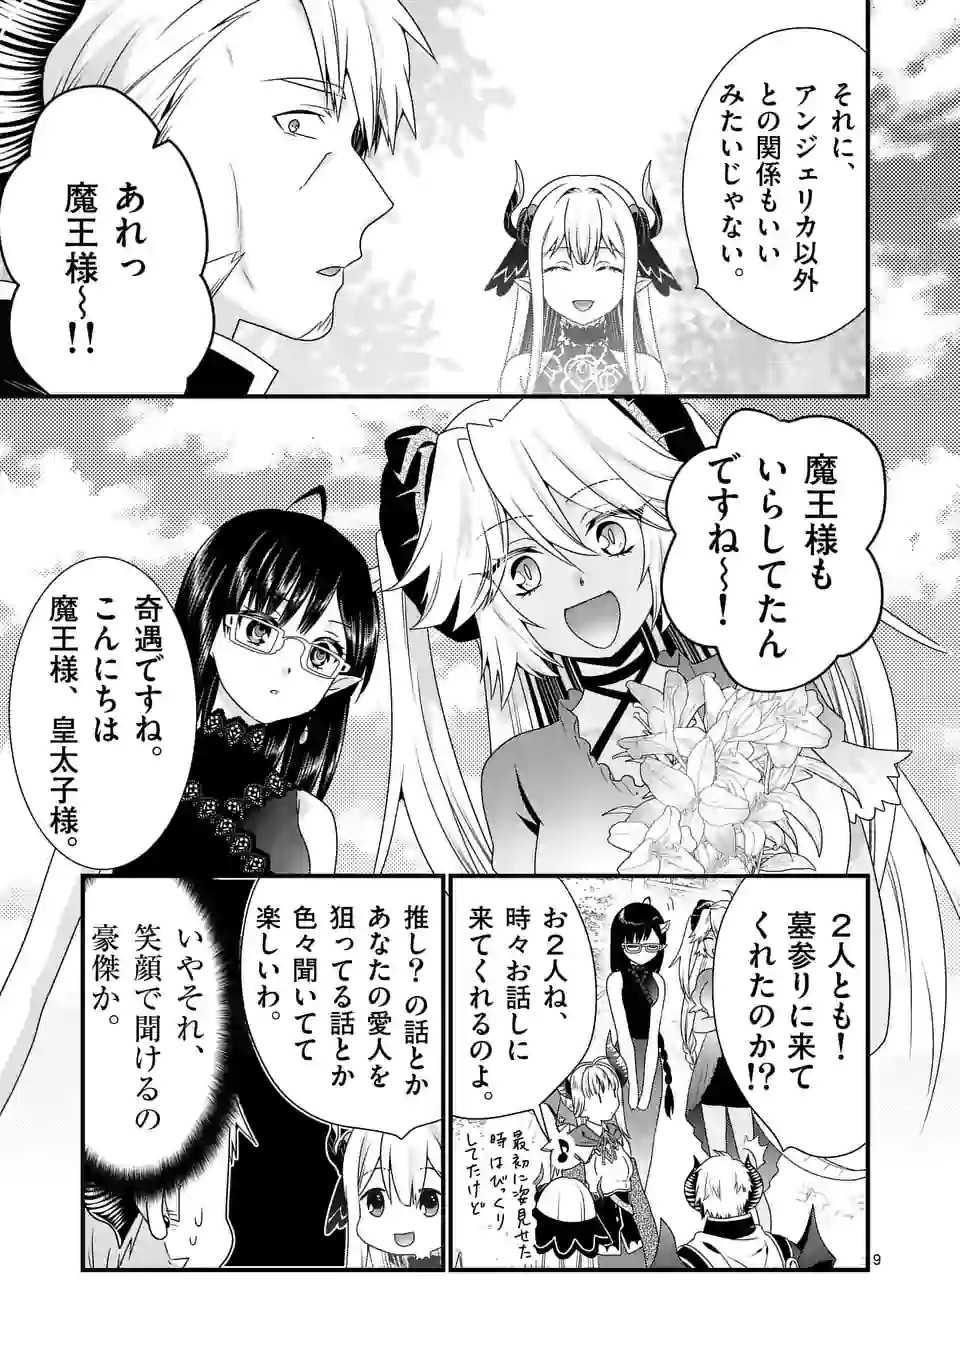 それに、
アンジェリカ以外
との関係もいい
みたいじゃない。
あれっ
魔王様〜!!
魔王様も
いらしてたん
ですね〜!
奇遇ですね。
こんにちは
魔王様、皇太子様。
2人とも!
墓参りに来て
くれたのか!?
お2人ね、
時々お話しに
来てくれるのよ。
最初に姿見せた
時はびっくり
してたけど
推し?の話とか
あなたの愛人を
狙ってる話とか
色々聞いてて
楽しいわ。
いやそれ、
笑顔で聞けるの
豪傑か。
9